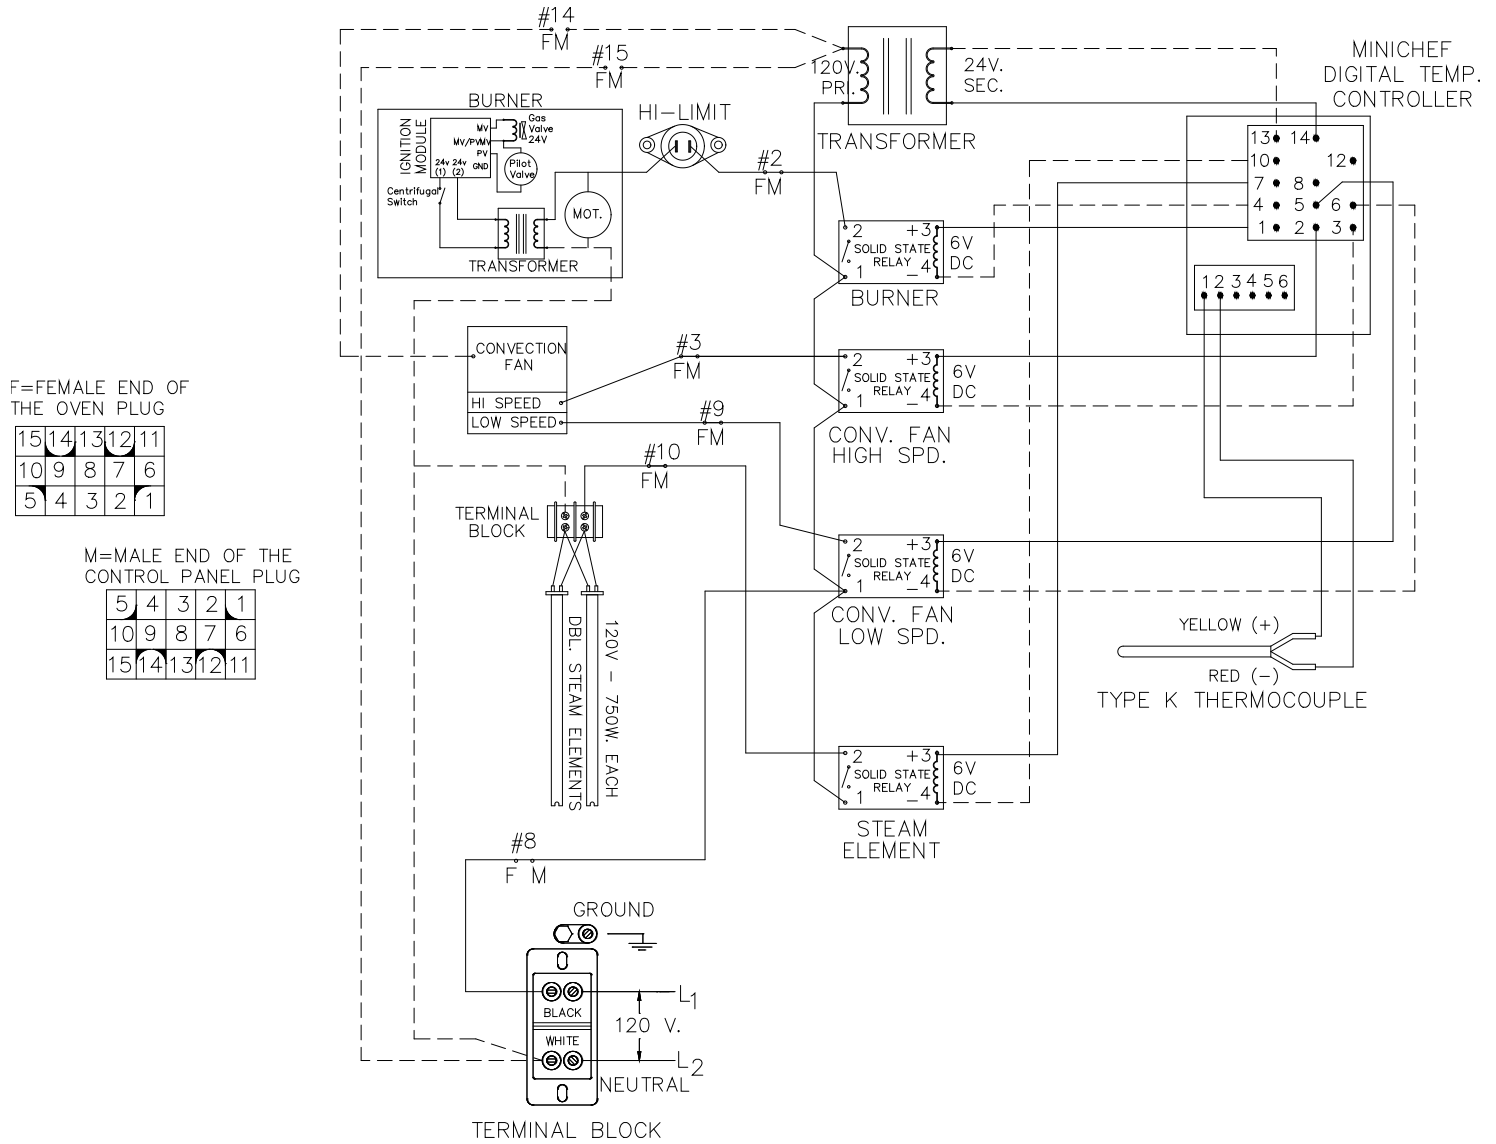 #14
FM
#15
FM
120V.
PRI.
24V.
SEC.
TRANSFORMER
MINICHEF
DIGITAL TEMP.
CONTROLLER
BURNER
IGNITION
MODULE
MV
MV/PV
MV
PV
GND
24v 24v
(1) (2)
Gas
Valve
24V
Pilot
Valve
Centrifugal
Switch
TRANSFORMER
MOT.
HI-LIMIT
#2
FM
13 14
10 12
7 8
4 5 6
1 2 3
1 2 3 4 5 6
2 +3
SOLID STATE
RELAY
1 -4
6V
DC
BURNER
CONVECTION
FAN
HI SPEED
LOW SPEED
#3
FM
#9
FM
#10
FM
2 +3
SOLID STATE
RELAY
1 -4
6V
DC
CONV. FAN
HIGH SPD.
F=FEMALE END OF
THE OVEN PLUG
15 14 13 12 11
10 9 8 7 6
5 4 3 2 1
M=MALE END OF THE
CONTROL PANEL PLUG
5 4 3 2 1
10 9 8 7 6
15 14 13 12 11
TERMINAL
BLOCK
DBL. STEAM ELEMENTS
120V - 750W. EACH
2 +3
SOLID STATE
RELAY
1 -4
6V
DC
CONV. FAN
LOW SPD.
YELLOW (+)
RED (-)
TYPE K THERMOCOUPLE
2 +3
SOLID STATE
RELAY
1 -4
6V
DC
STEAM
ELEMENT
#8
F M
GROUND
BLACK
WHITE
L1
120 V.
L2
NEUTRAL
TERMINAL BLOCK